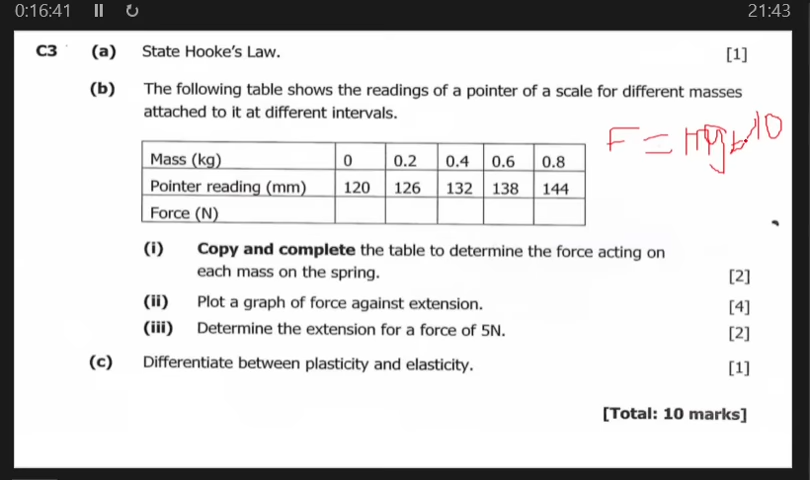 0:16:41 21:43
C3 (a) State Hooke's Law. [1]
(b) The following table shows the readings of a pointer of a scale for different masses
attached to it at different intervals.
Mass (kg) 0 0.2 0.4 0.6 0.8
Pointer reading (mm) 120 126 132 138 144
Force (N)
(i) Copy and complete the table to determine the force acting on
each mass on the spring. [2]
(ii) Plot a graph of force against extension. [4]
(iii) Determine the extension for a force of 5N. [2]
(c) Differentiate between plasticity and elasticity. [1]
[Total: 10 marks]
F = mg 10